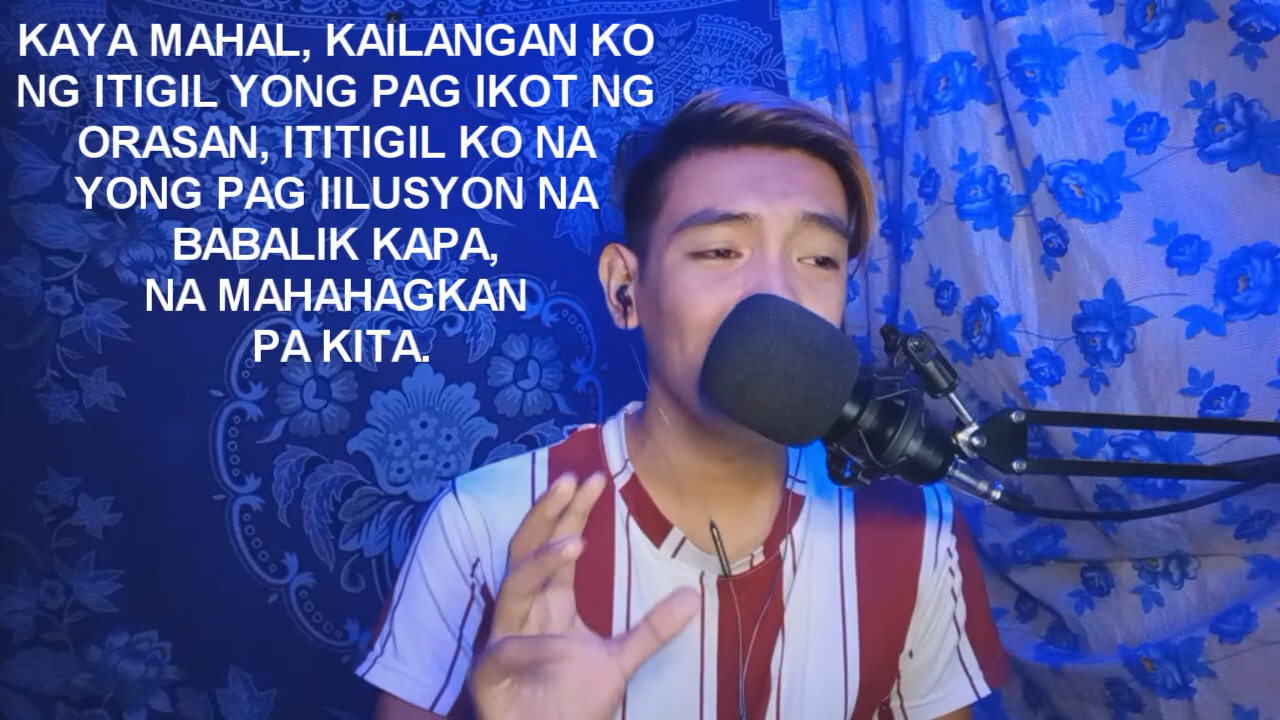 KAYA MAHAL, KAILANGAN KO
NG ITIGIL YONG PAG IKOT NG
ORASAN, ITITIGIL KO NA
YONG PAG IILUSYON NA
BABALIK KAPA,
NA MAHAHAGKAN
PA KITA.